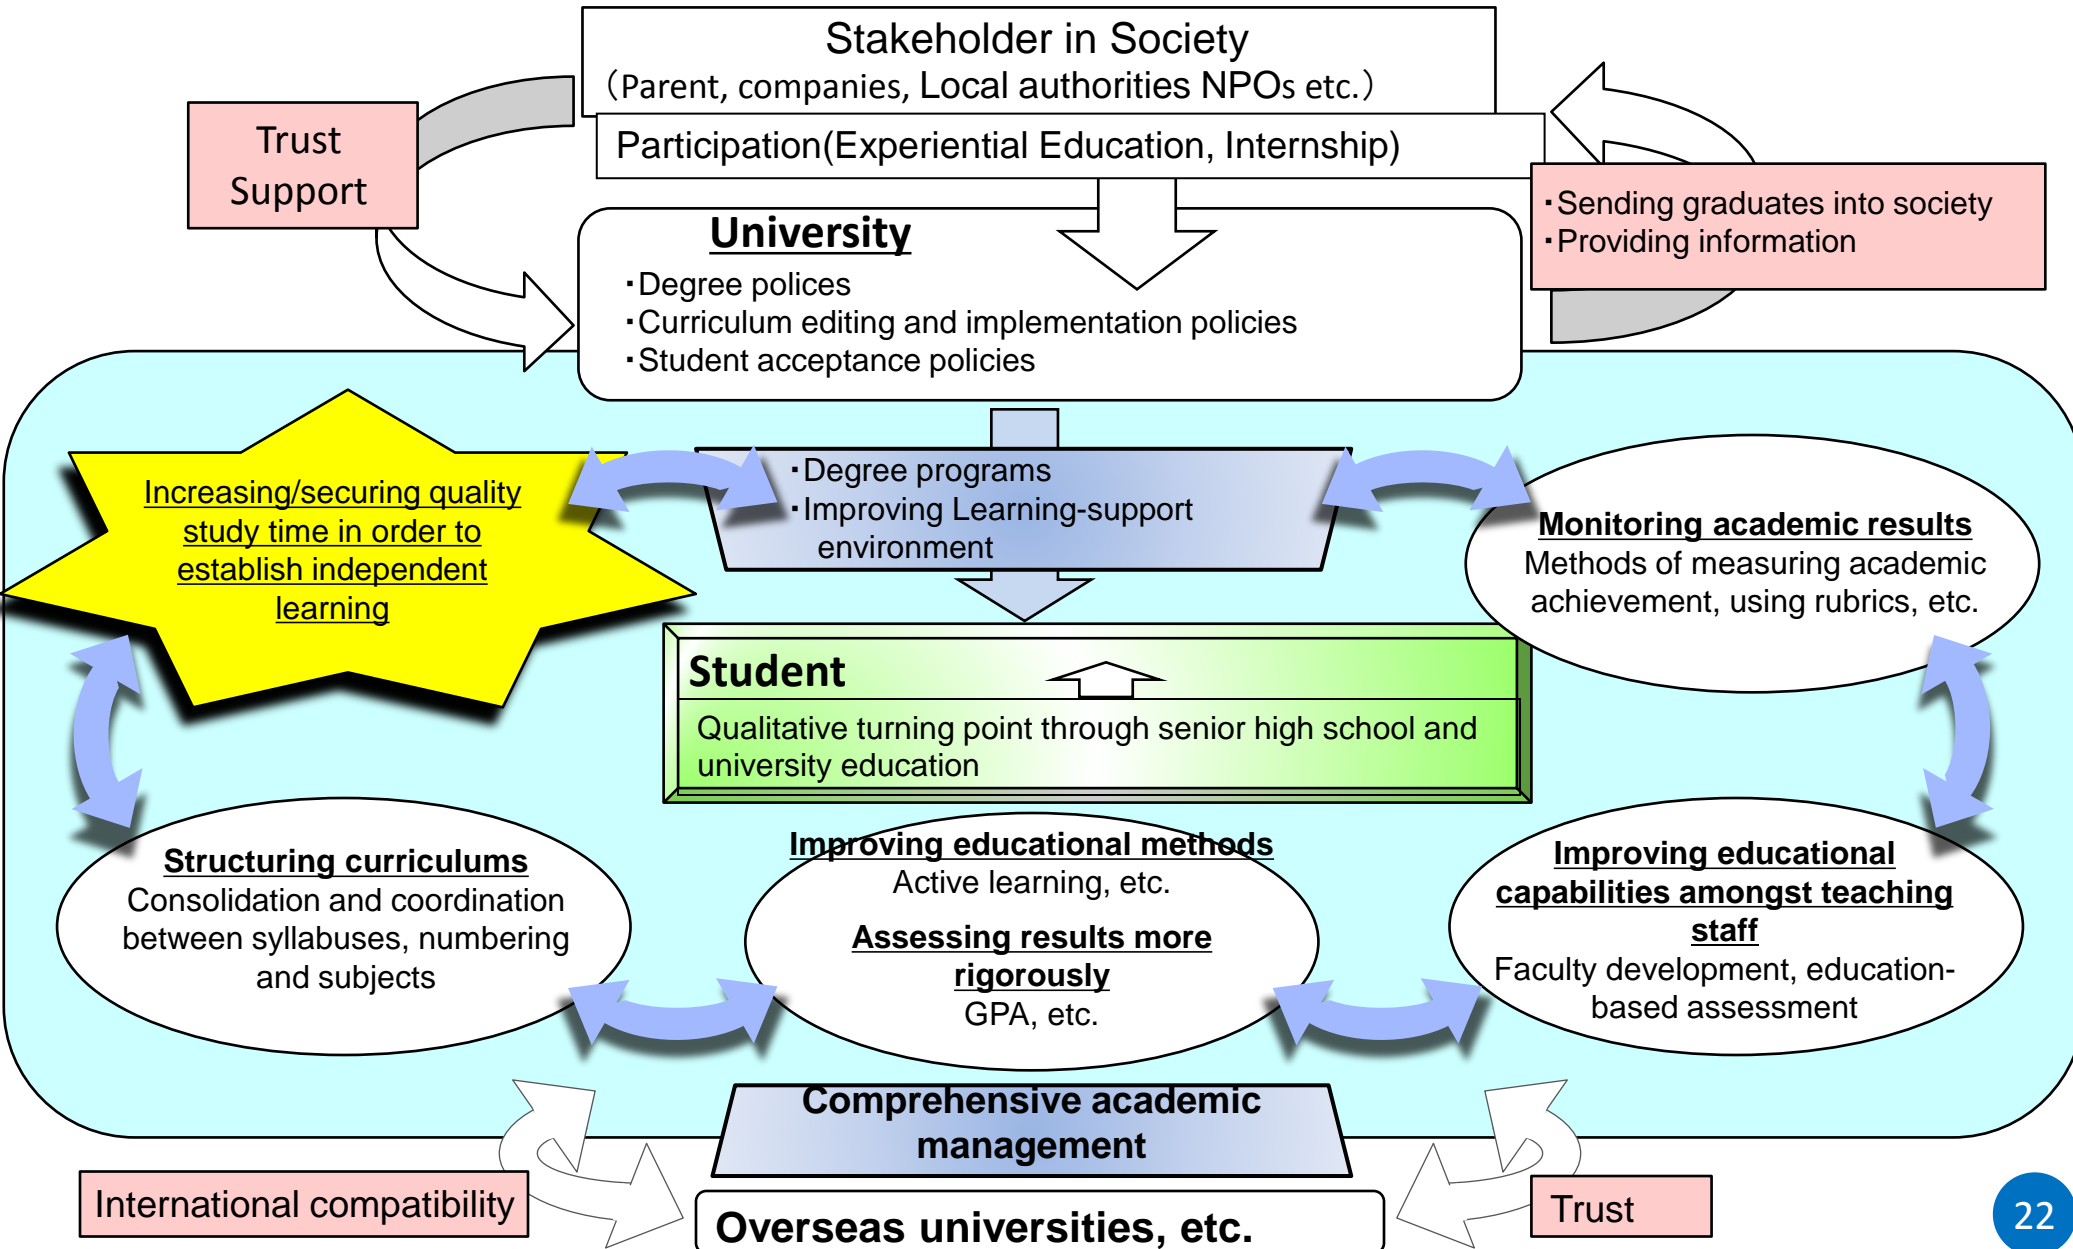 Stakeholder in Society
（Parent, companies, Local authorities NPOs etc.）
Participation(Experiential Education, Internship)
Trust
Support
・Sending graduates into society
・Providing information
University
・Degree polices
・Curriculum editing and implementation policies
・Student acceptance policies
Increasing/securing quality
study time in order to
establish independent
learning
・Degree programs
・Improving Learning-support
environment
Monitoring academic results
Methods of measuring academic
achievement, using rubrics, etc.
Student
Qualitative turning point through senior high school and
university education
Structuring curriculums
Consolidation and coordination
between syllabuses, numbering
and subjects
Improving educational methods
Active learning, etc.
Assessing results more
rigorously
GPA, etc.
Improving educational
capabilities amongst teaching
staff
Faculty development, education-
based assessment
Comprehensive academic
management
International compatibility
Overseas universities, etc.
Trust
22